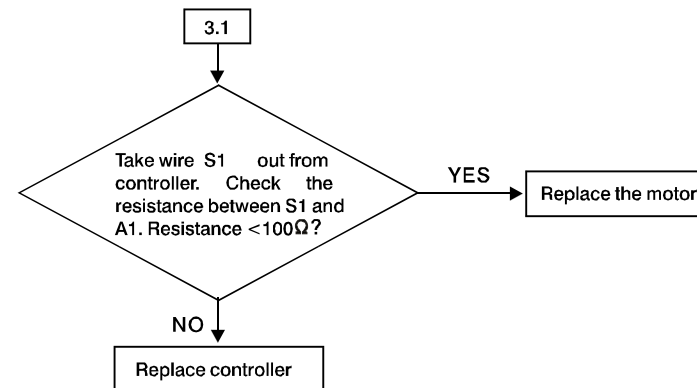 3.1
Take wire S1 out from
controller. Check the
resistance between S1 and
A1. Resistance <100Ω?
YES
Replace the motor
NO
Replace controller